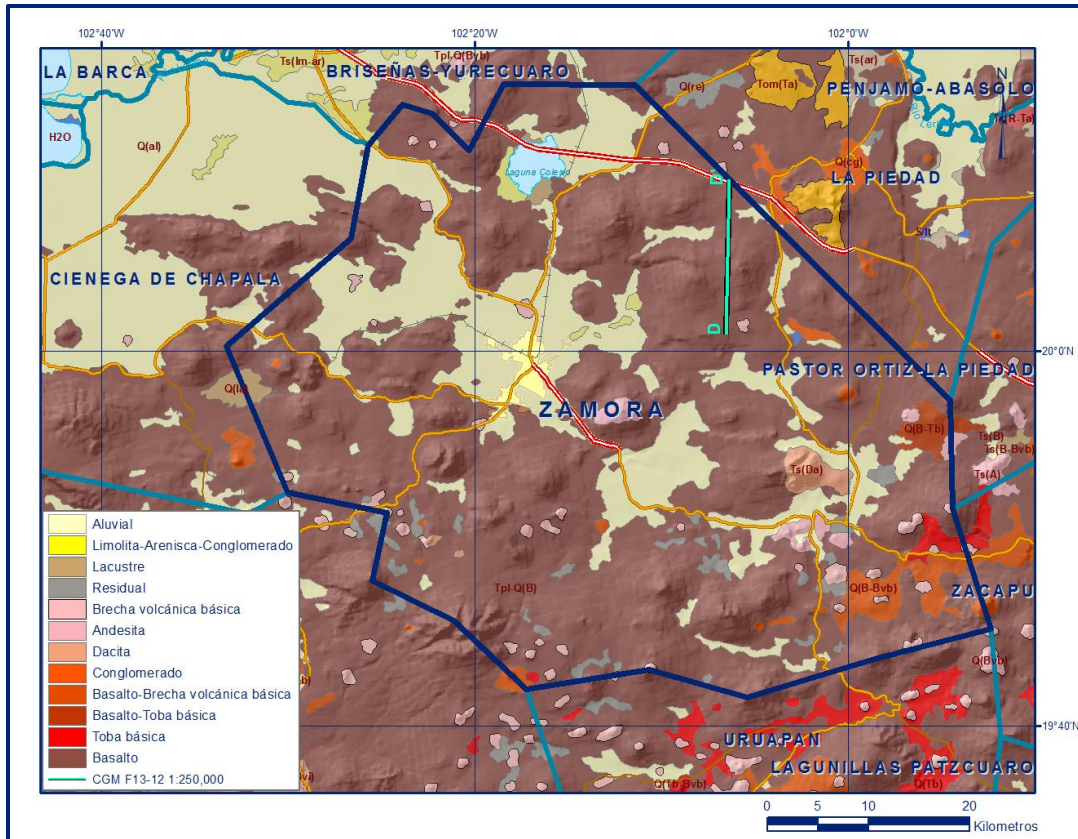 102°40'W
102°20'W
102°0'W
LA BARCA
Ts(lm-ar)
Tpl-Q(Bvb)
BRISEÑAS-YURECUARO
Q(re)
Tom(Ta)
Ts(ar)
PENJAMO-ABASOLO
N
H2O
Q(al)
Laguna Colesio
Q(cg)
LA PIEDAD
CIENEGA DE CHAPALA
D
20°0'N
PASTOR ORTIZ-LA PIEDAD
Q(la)
ZAMORA
Q(B-Tb)
Ts(B)
Ts(B-Bvb)
Ts(Da)
Ts(A)
Aluvial
Limolita-Arenisca-Conglomerado
Lacustre
Residual
Brecha volcánica básica
Andesita
Dacita
Conglomerado
Basalto-Brecha volcánica básica
Basalto-Toba básica
Toba básica
Basalto
CGM F13-12 1:250,000
Tpl-Q(B)
Q(B-Bvb)
ZACAPU
Q(Bvb)
19°40'N
URUAPAN
LAGUNILLAS PATZCUARO
Q(Tb-Bvb)
Q(Tb)
0 5 10 20
Kilometros